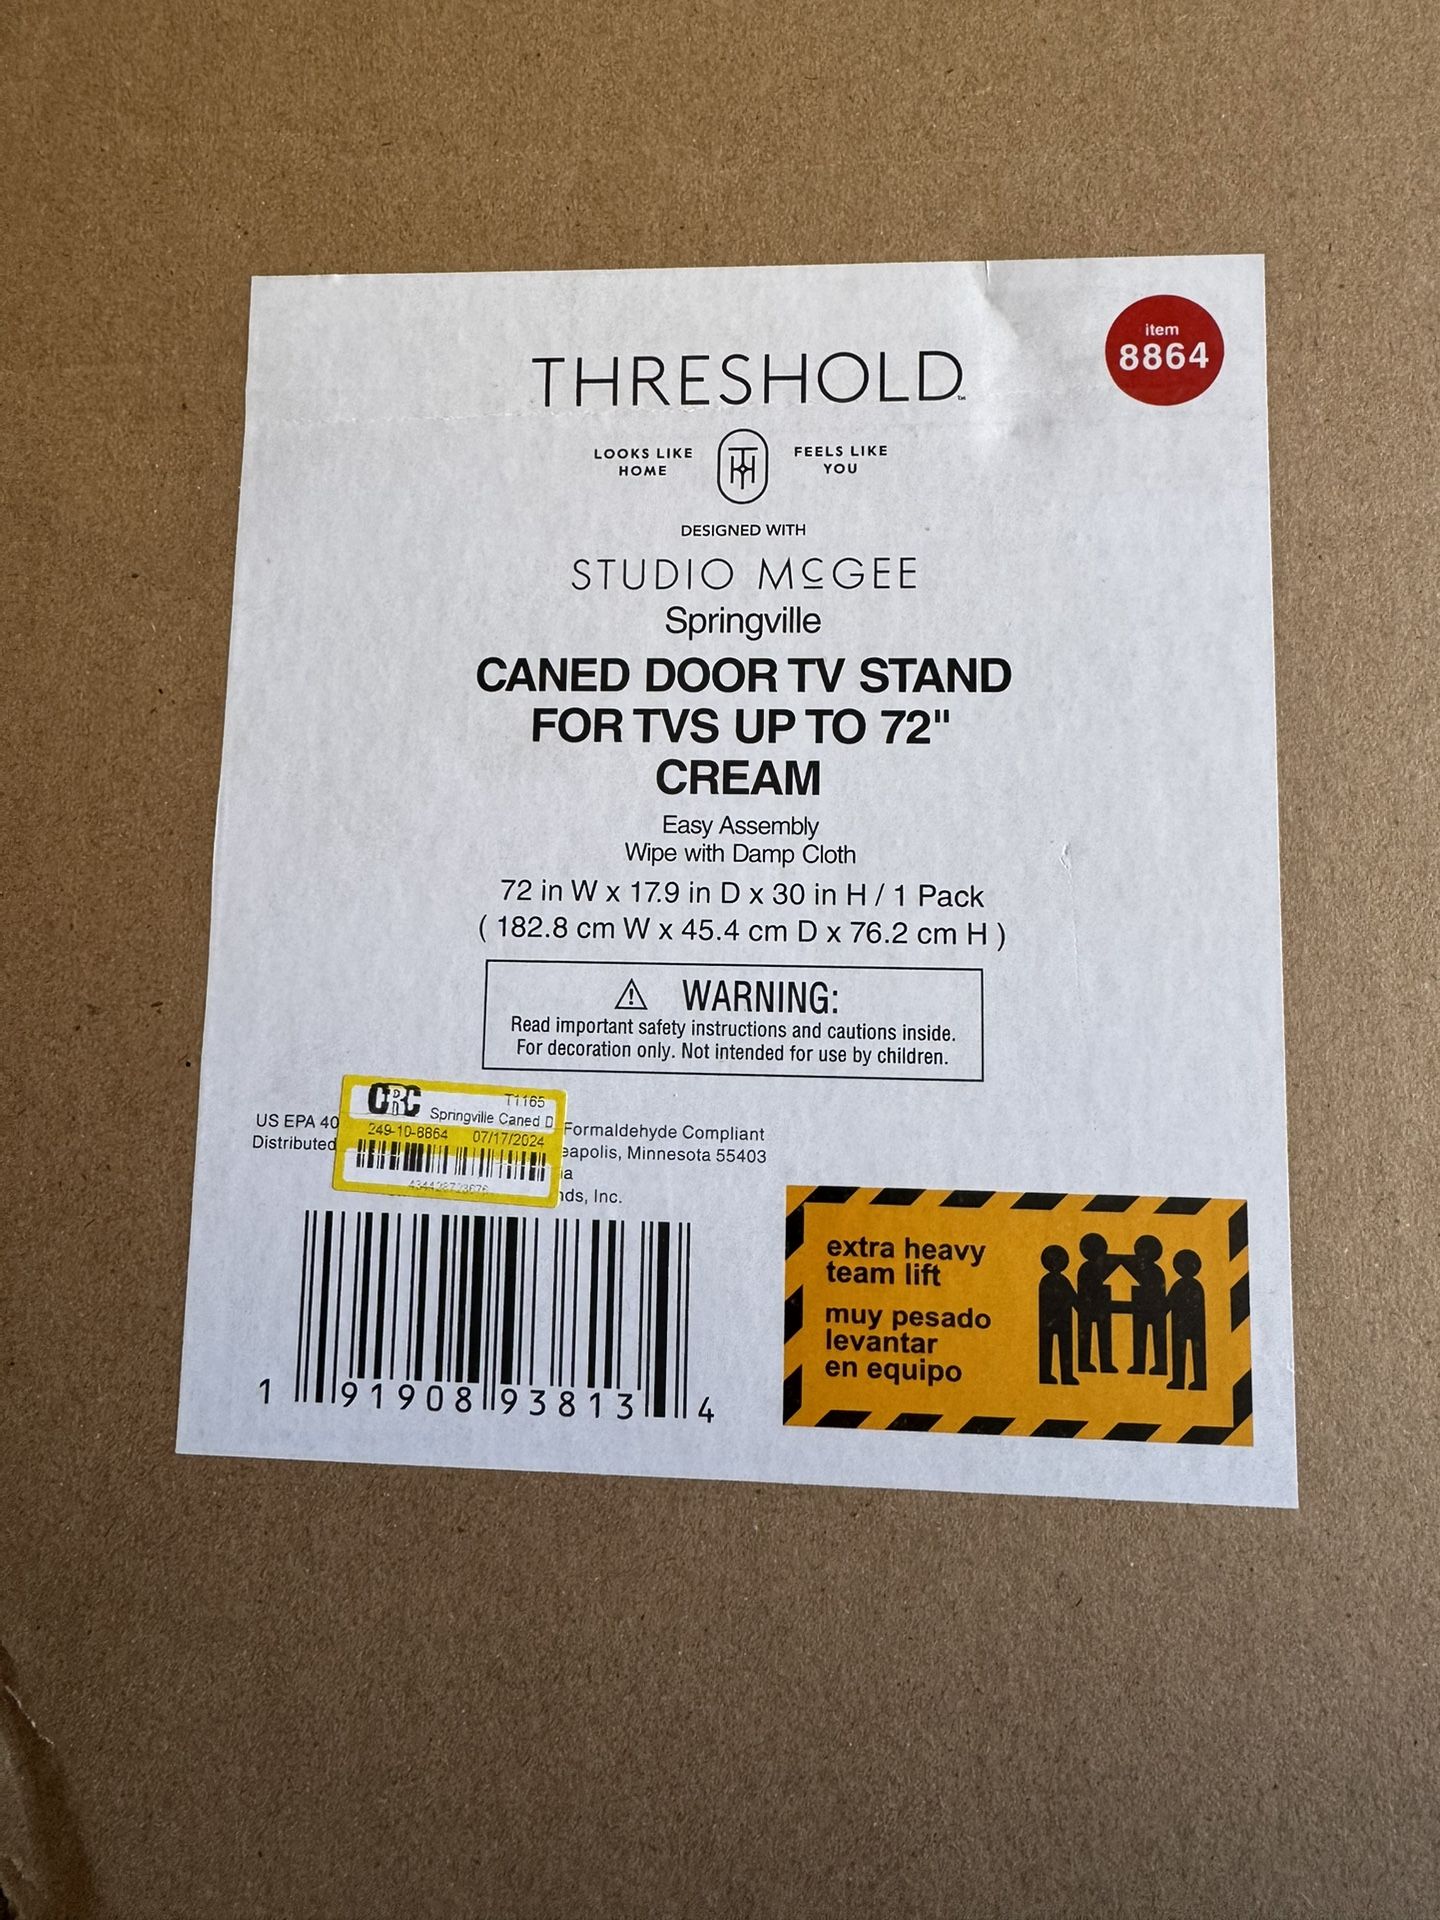 item
8864
THRESHOLD™
LOOKS LIKE
HOME
FEELS LIKE
YOU
DESIGNED WITH
STUDIO McGEE
Springville
CANED DOOR TV STAND
FOR TVS UP TO 72"
CREAM
Easy Assembly
Wipe with Damp Cloth
72 in W x 17.9 in D x 30 in H / 1 Pack
( 182.8 cm W x 45.4 cm D x 76.2 cm H )
WARNING:
Read important safety instructions and cautions inside.
For decoration only. Not intended for use by children.
CRC
T1165
Springville Caned D
249-10-8864 07/17/2024
US EPA 40
Formaldehyde Compliant
Distributed
eapolis, Minnesota 55403
ia
nds, Inc.
1 91908 93813 4
extra heavy
team lift
muy pesado
levantar
en equipo